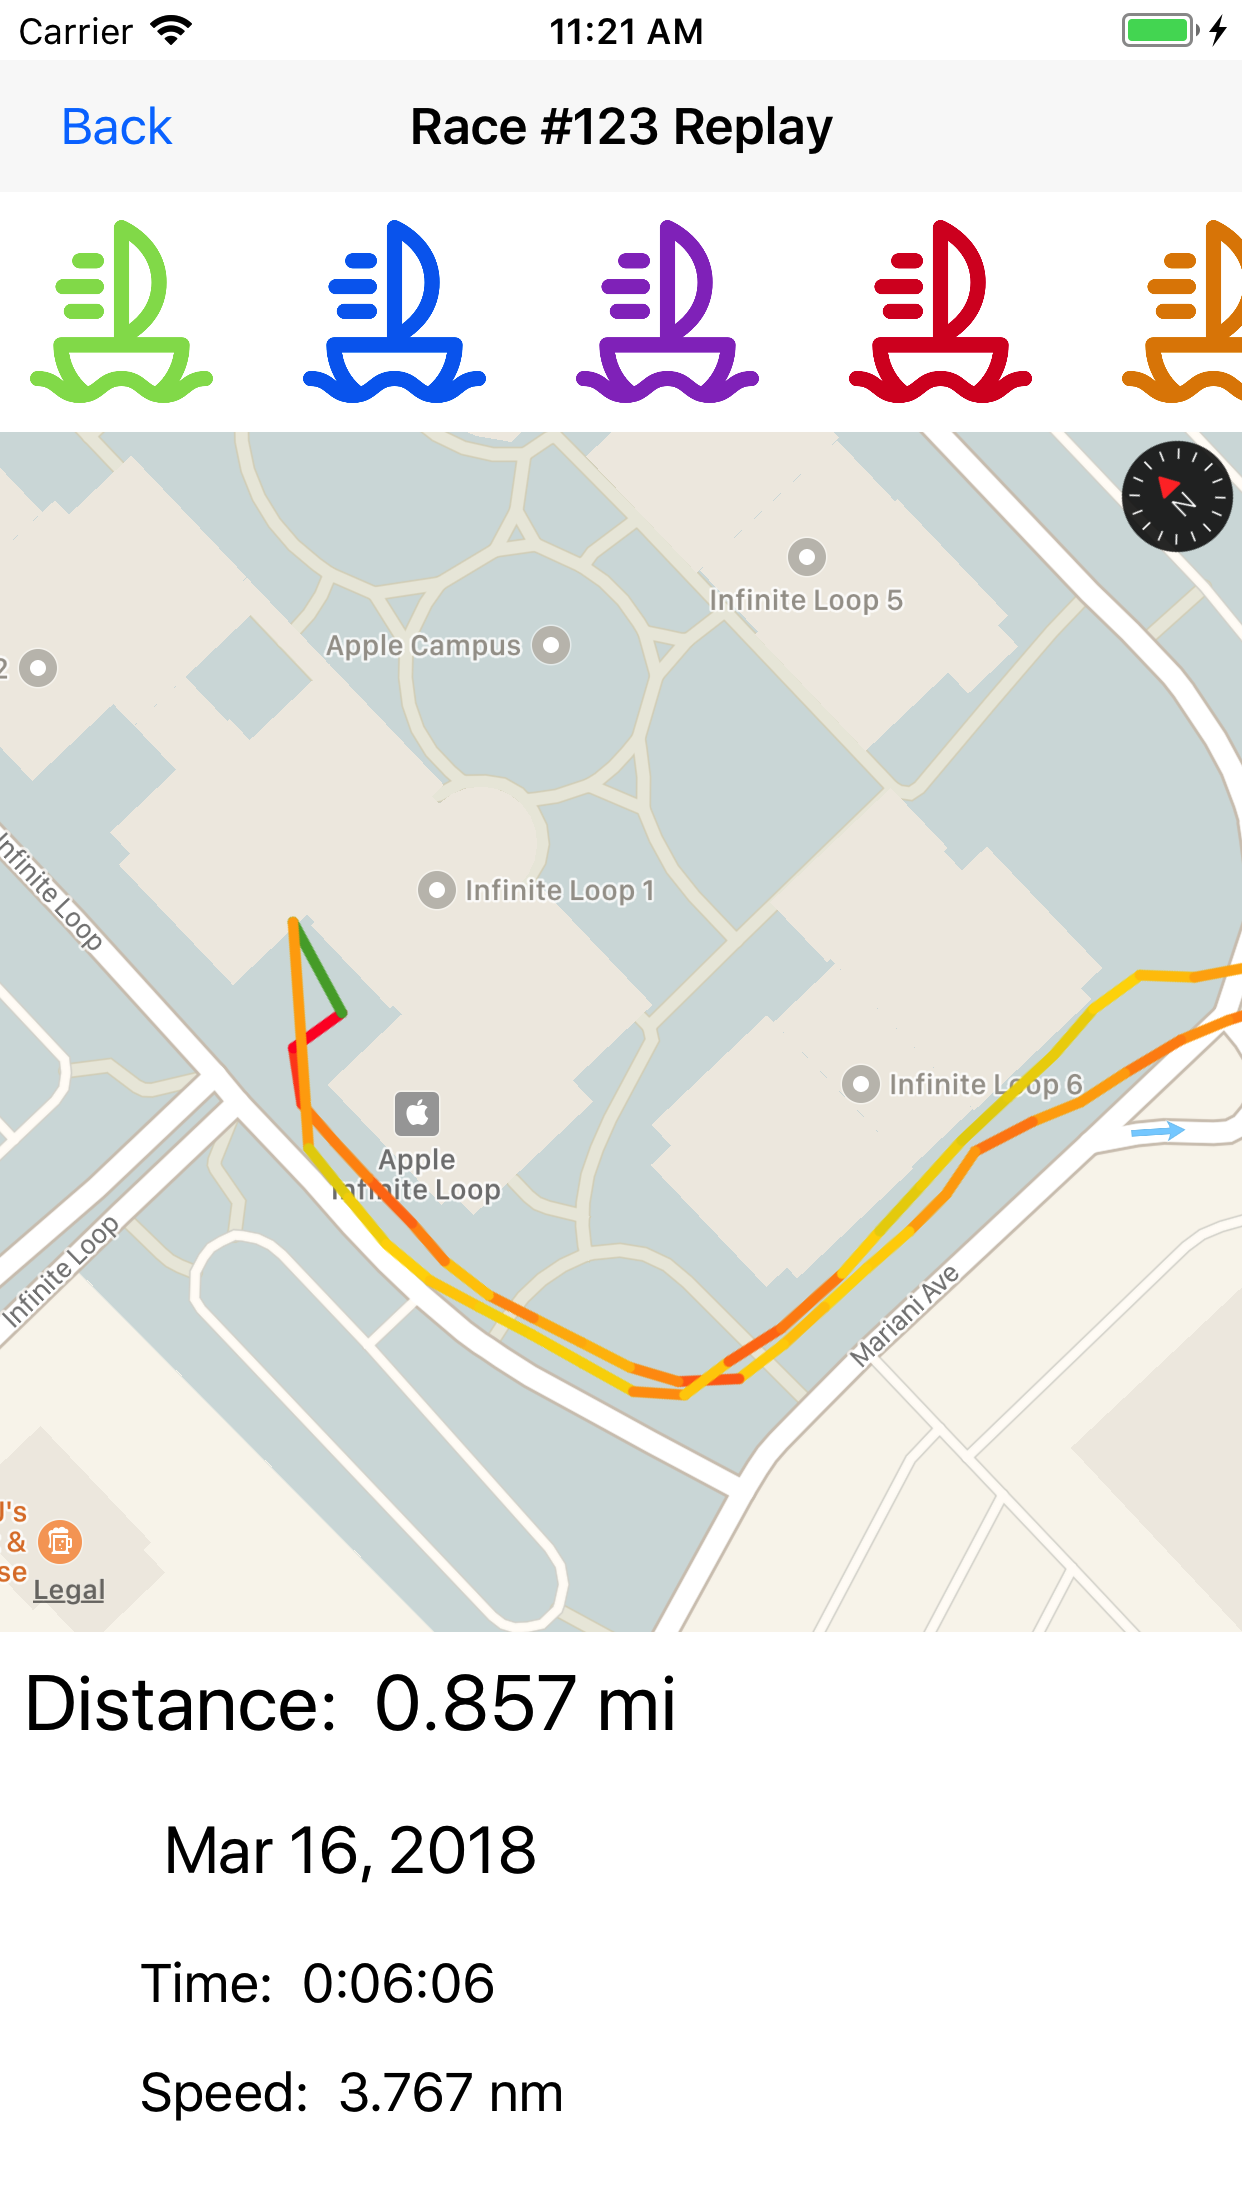 Carrier 11:21 AM
Back Race #123 Replay
N
Infinite Loop 5
Apple Campus
2
Infinite Loop
Infinite Loop 1
Infinite Loop 6
Apple
Infinite Loop
Infinite Loop
Mariani Ave
J's
&
se
Legal
Distance: 0.857 mi
Mar 16, 2018
Time: 0:06:06
Speed: 3.767 nm